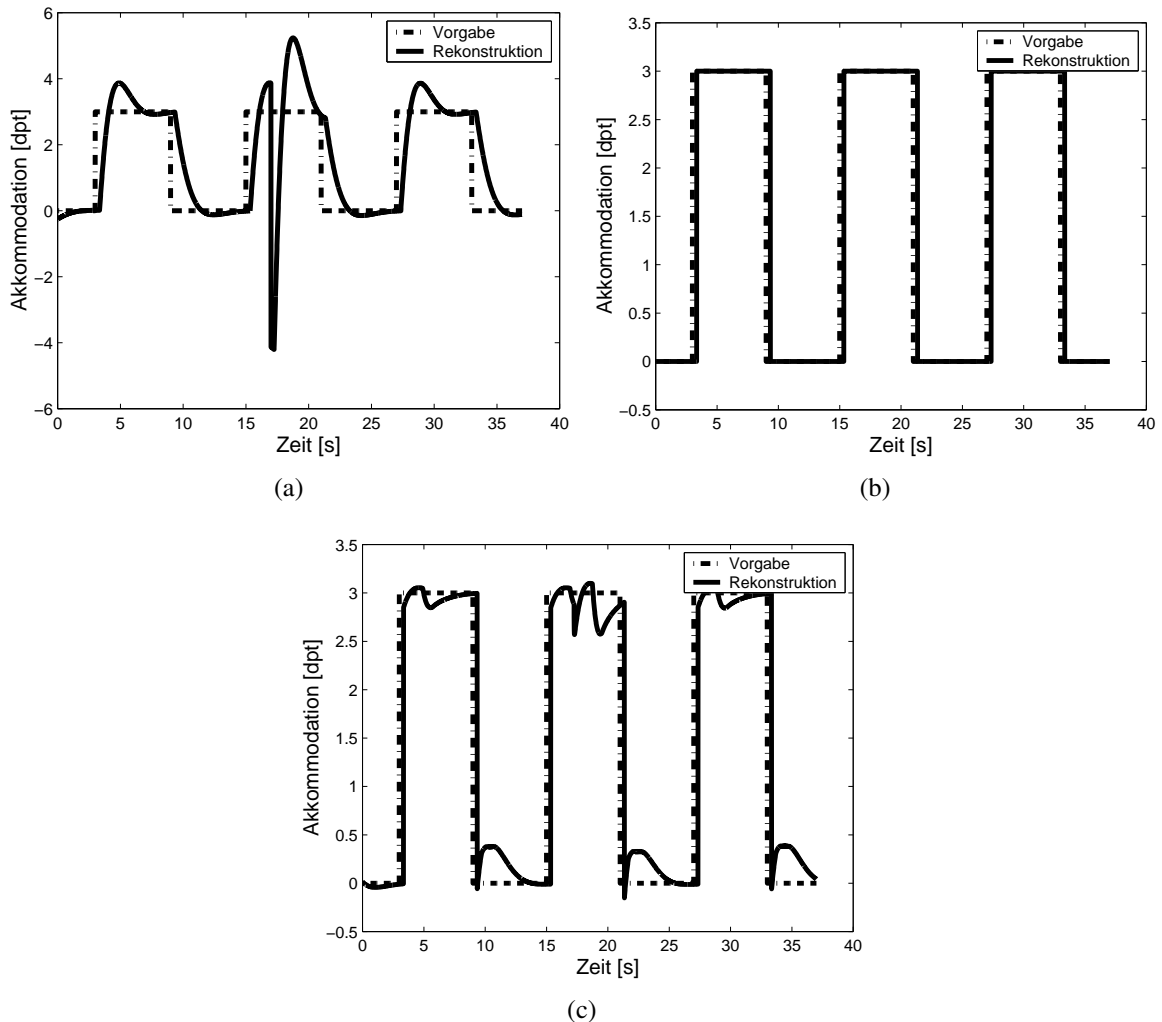 6
4
2
0
−2
−4
−6
0 5 10 15 20 25 30 35 40
Akkommodation [dpt]
Zeit [s]
Vorgabe
Rekonstruktion
(a)
3.5
3
2.5
2
1.5
1
0.5
0
−0.5
0 5 10 15 20 25 30 35 40
Akkommodation [dpt]
Zeit [s]
Vorgabe
Rekonstruktion
(b)
3.5
3
2.5
2
1.5
1
0.5
0
−0.5
0 5 10 15 20 25 30 35 40
Akkommodation [dpt]
Zeit [s]
Vorgabe
Rekonstruktion
(c)